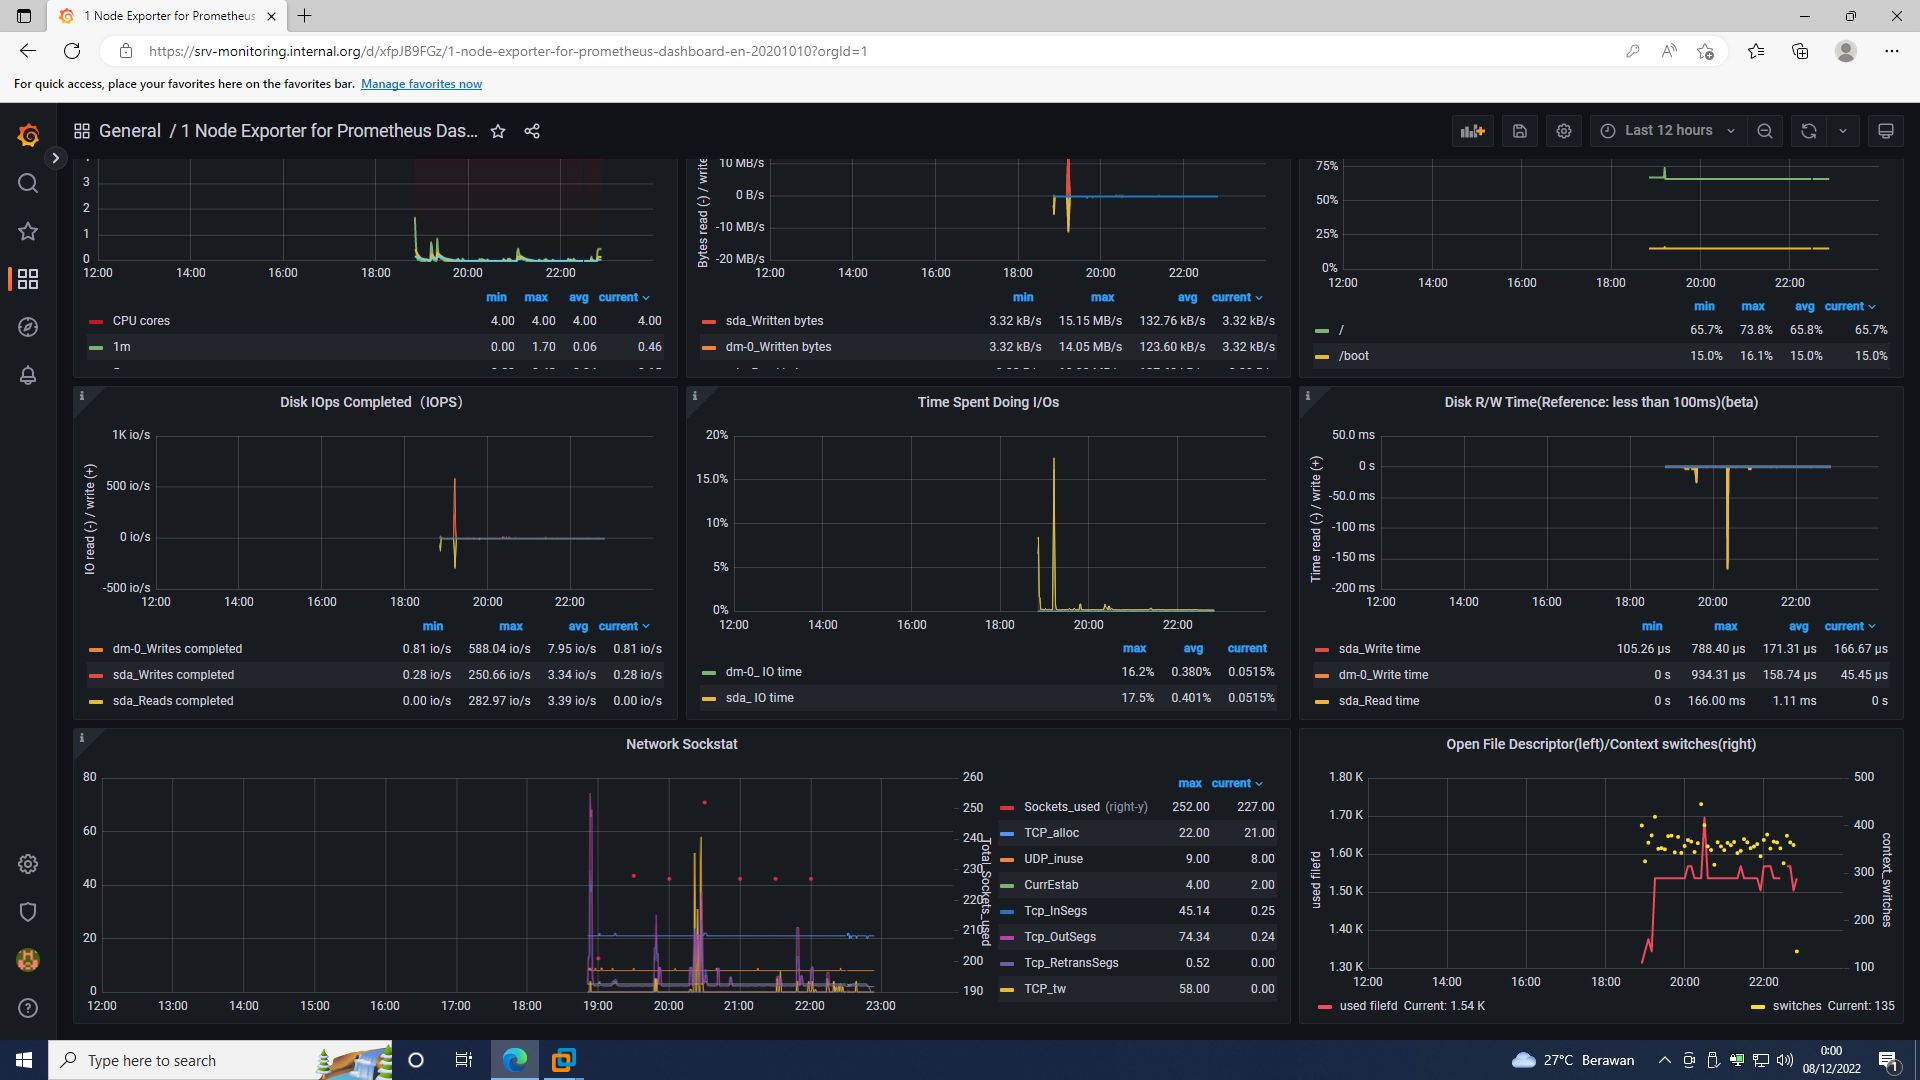 1 Node Exporter for Prometheus
https://srv-monitoring.internal.org/d/xfpJB9FGz/1-node-exporter-for-prometheus-dashboard-en-20201010?orgId=1
For quick access, place your favorites here on the favorites bar. Manage favorites now
General / 1 Node Exporter for Prometheus Das...
Last 12 hours
3
2
1
0
12:00 14:00 16:00 18:00 20:00 22:00
min max avg current
CPU cores 4.00 4.00 4.00 4.00
1m 0.00 1.70 0.06 0.46
Bytes read (-) / write
10 MB/s
0 B/s
-10 MB/s
-20 MB/s
12:00 14:00 16:00 18:00 20:00 22:00
min max avg current
sda_Written bytes 3.32 kB/s 15.15 MB/s 132.76 kB/s 3.32 kB/s
dm-0_Written bytes 3.32 kB/s 14.05 MB/s 123.60 kB/s 3.32 kB/s
75%
50%
25%
0%
12:00 14:00 16:00 18:00 20:00 22:00
min max avg current
/ 65.7% 73.8% 65.8% 65.7%
/boot 15.0% 16.1% 15.0% 15.0%
Disk IOps Completed（IOPS）
IO read (-) / write (+)
1K io/s
500 io/s
0 io/s
-500 io/s
12:00 14:00 16:00 18:00 20:00 22:00
min max avg current
dm-0_Writes completed 0.81 io/s 588.04 io/s 7.95 io/s 0.81 io/s
sda_Writes completed 0.28 io/s 250.66 io/s 3.34 io/s 0.28 io/s
sda_Reads completed 0.00 io/s 282.97 io/s 3.39 io/s 0.00 io/s
Time Spent Doing I/Os
20%
15.0%
10%
5%
0%
12:00 14:00 16:00 18:00 20:00 22:00
max avg current
dm-0_ IO time 16.2% 0.380% 0.0515%
sda_ IO time 17.5% 0.401% 0.0515%
Disk R/W Time(Reference: less than 100ms)(beta)
Time read (-) / write (+)
50.0 ms
0 s
-50.0 ms
-100 ms
-150 ms
-200 ms
12:00 14:00 16:00 18:00 20:00 22:00
min max avg current
sda_Write time 105.26 µs 788.40 µs 171.31 µs 166.67 µs
dm-0_Write time 0 s 934.31 µs 158.74 µs 45.45 µs
sda_Read time 0 s 166.00 ms 1.11 ms 0 s
Network Sockstat
80
60
40
20
0
12:00 13:00 14:00 15:00 16:00 17:00 18:00 19:00 20:00 21:00 22:00 23:00
260
250
240
230
220
210
200
190
Total_Sockets_used
max current
Sockets_used (right-y) 252.00 227.00
TCP_alloc 22.00 21.00
UDP_inuse 9.00 8.00
CurrEstab 4.00 2.00
Tcp_InSegs 45.14 0.25
Tcp_OutSegs 74.34 0.24
Tcp_RetransSegs 0.52 0.00
TCP_tw 58.00 0.00
Open File Descriptor(left)/Context switches(right)
used filefd
1.80 K
1.70 K
1.60 K
1.50 K
1.40 K
1.30 K
500
400
300
200
100
context_switches
12:00 14:00 16:00 18:00 20:00 22:00
used filefd Current: 1.54 K
switches Current: 135
Type here to search
27°C Berawan
0:00
08/12/2022
1